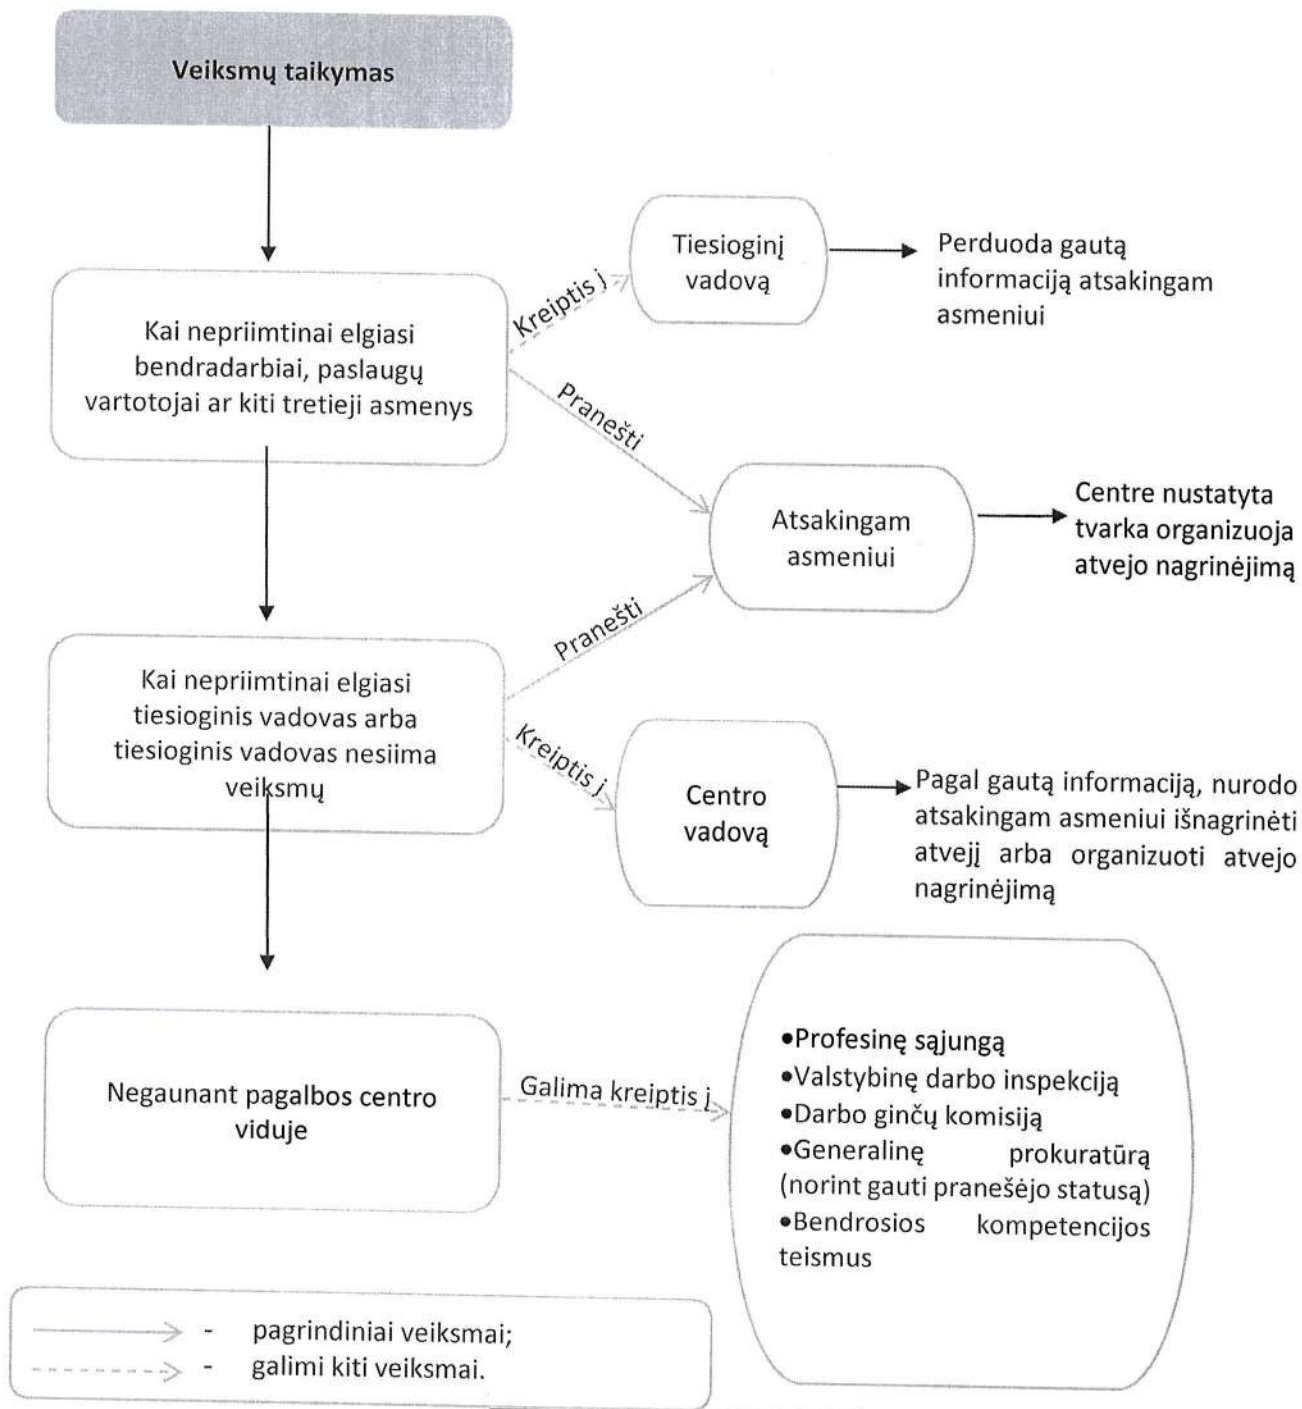 Veiksmų taikymas
Kreiptis į
Tiesioginį
vadovą
Perduoda gautą
informaciją atsakingam
asmeniui
Kai nepriimtinai elgiasi
bendradarbiai, paslaugų
vartotojai ar kiti tretieji asmenys
Pranešti
Atsakingam
asmeniui
Centre nustatyta
tvarka organizuoja
atvejo nagrinėjimą
Pranešti
Kai nepriimtinai elgiasi
tiesioginis vadovas arba
tiesioginis vadovas nesiima
veiksmų
Kreiptis į
Centro
vadovą
Pagal gautą informaciją, nurodo
atsakingam asmeniui išnagrinėti
atvejį arba organizuoti atvejo
nagrinėjimą
Negaunant pagalbos centro
viduje
Galima kreiptis į
•Profesinę sąjungą
•Valstybinę darbo inspekciją
•Darbo ginčų komisiją
•Generalinę prokuratūrą
(norint gauti pranešėjo statusą)
•Bendrosios kompetencijos
teismus
- pagrindiniai veiksmai;
- galimi kiti veiksmai.